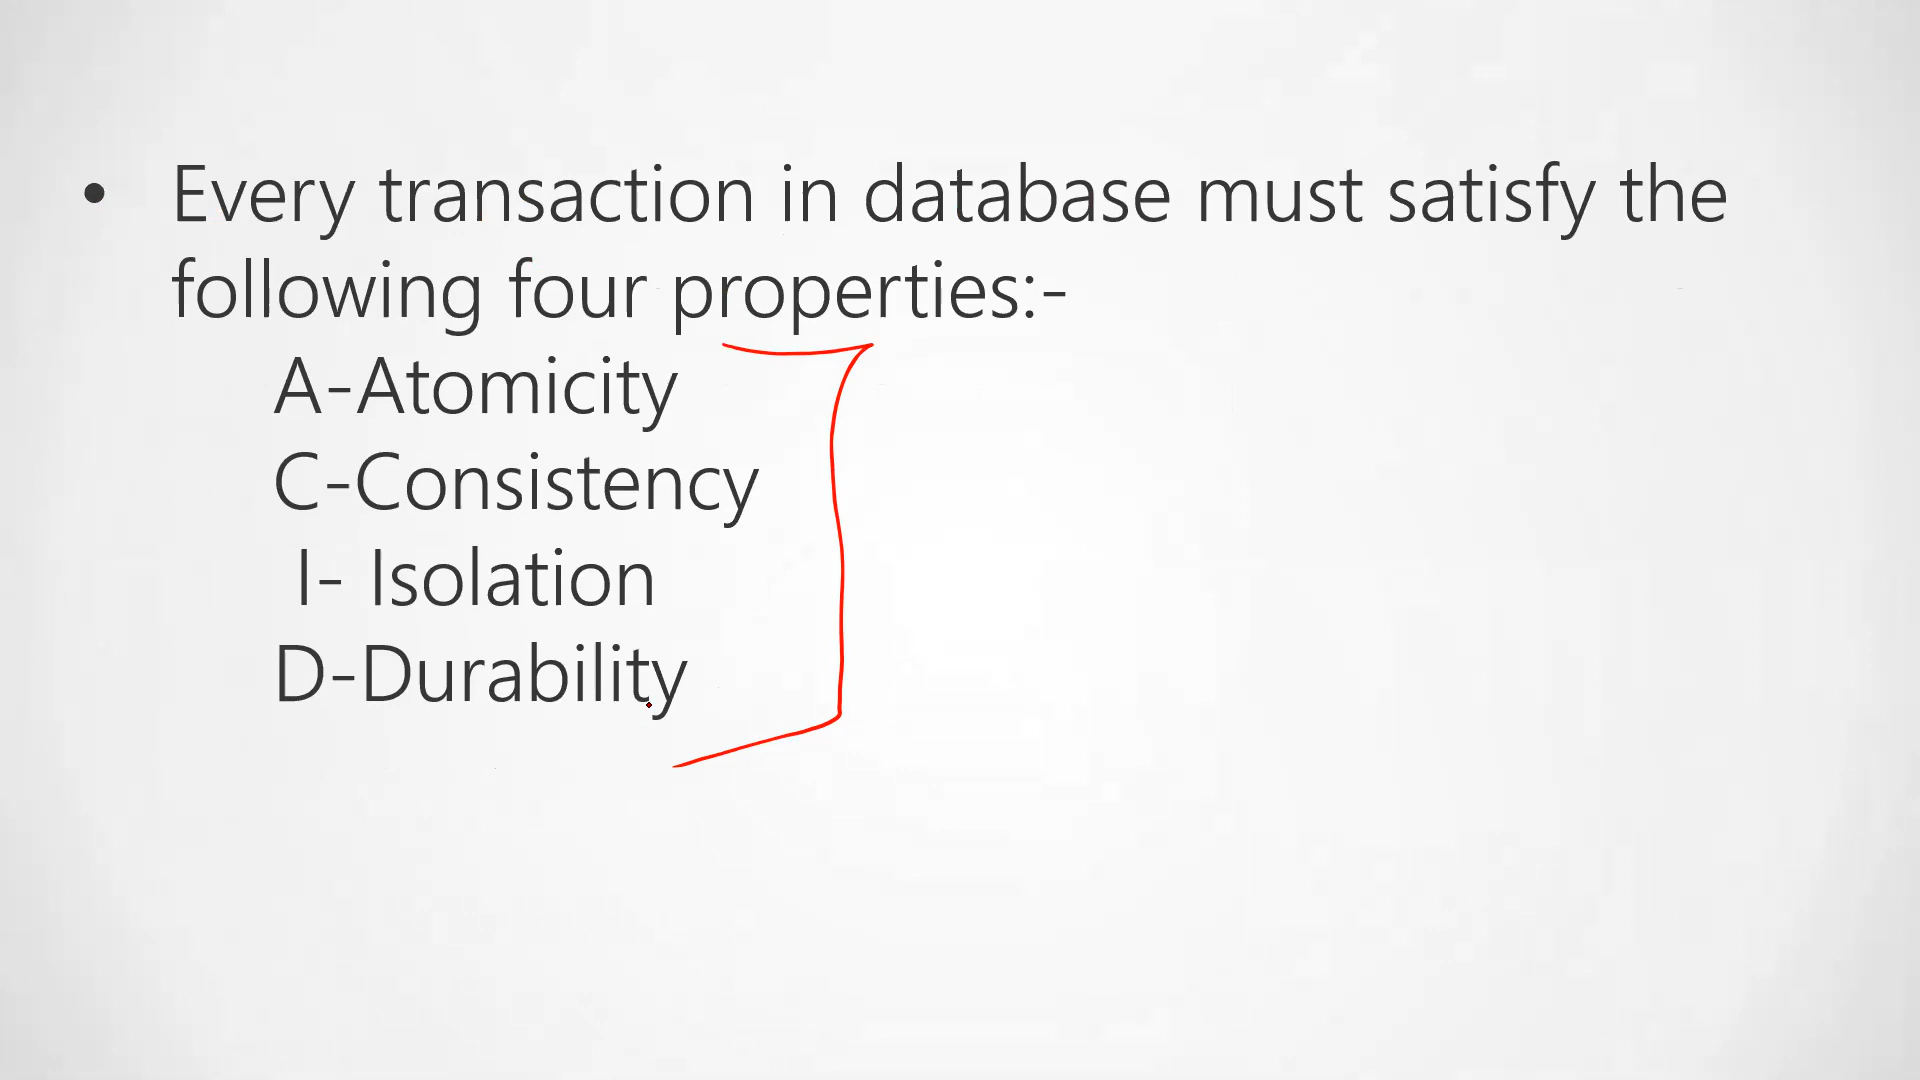 • Every transaction in database must satisfy the
following four properties:-
A-Atomicity
C-Consistency
I- Isolation
D-Durability